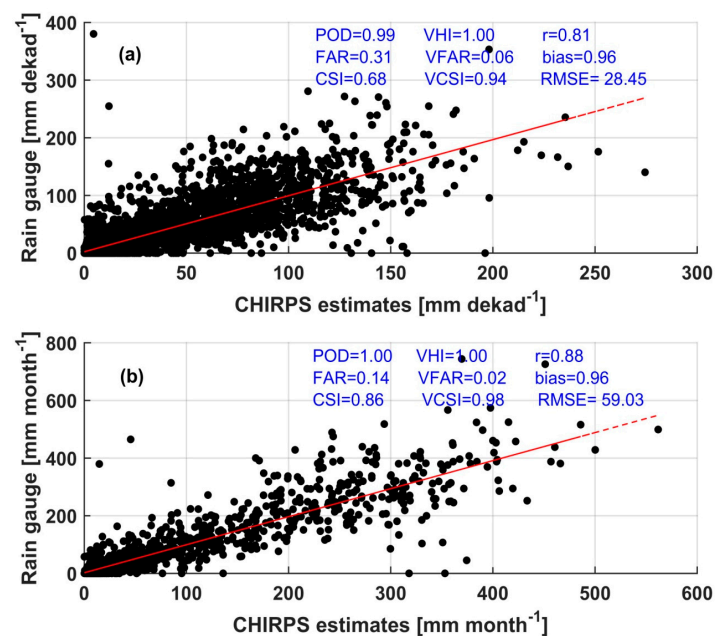 (a)
POD=0.99 VHI=1.00 r=0.81
FAR=0.31 VFAR=0.06 bias=0.96
CSI=0.68 VCSI=0.94 RMSE= 28.45
Rain gauge [mm dekad⁻¹]
400
300
200
100
0
0 50 100 150 200 250 300
CHIRPS estimates [mm dekad⁻¹]
(b)
POD=1.00 VHI=1.00 r=0.88
FAR=0.14 VFAR=0.02 bias=0.96
CSI=0.86 VCSI=0.98 RMSE= 59.03
Rain gauge [mm month⁻¹]
800
600
400
200
0
0 100 200 300 400 500 600
CHIRPS estimates [mm month⁻¹]